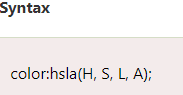 Syntax
color:hsla(H, S, L, A);